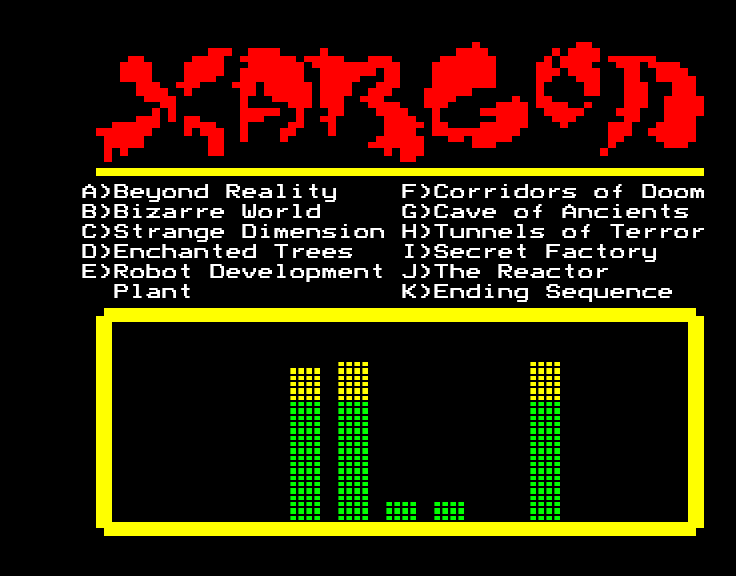 XARGON
A)Beyond Reality
B)Bizarre World
C)Strange Dimension
D)Enchanted Trees
E)Robot Development
Plant
F)Corridors of Doom
G)Cave of Ancients
H)Tunnels of Terror
I)Secret Factory
J)The Reactor
K)Ending Sequence